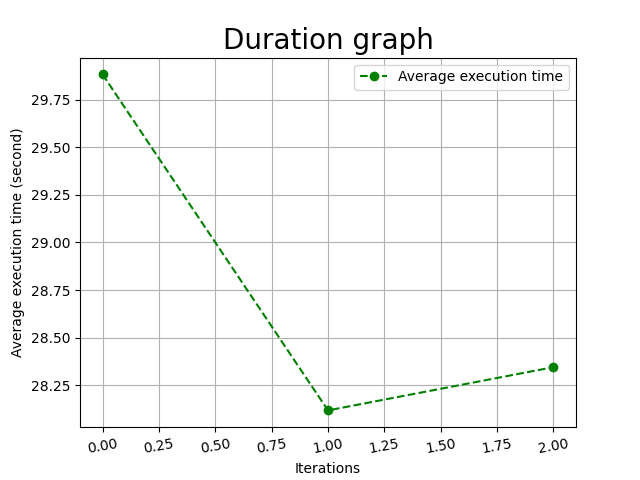 Duration graph
Average execution time
Average execution time (second)
29.75
29.50
29.25
29.00
28.75
28.50
28.25
0.00 0.25 0.50 0.75 1.00 1.25 1.50 1.75 2.00
Iterations